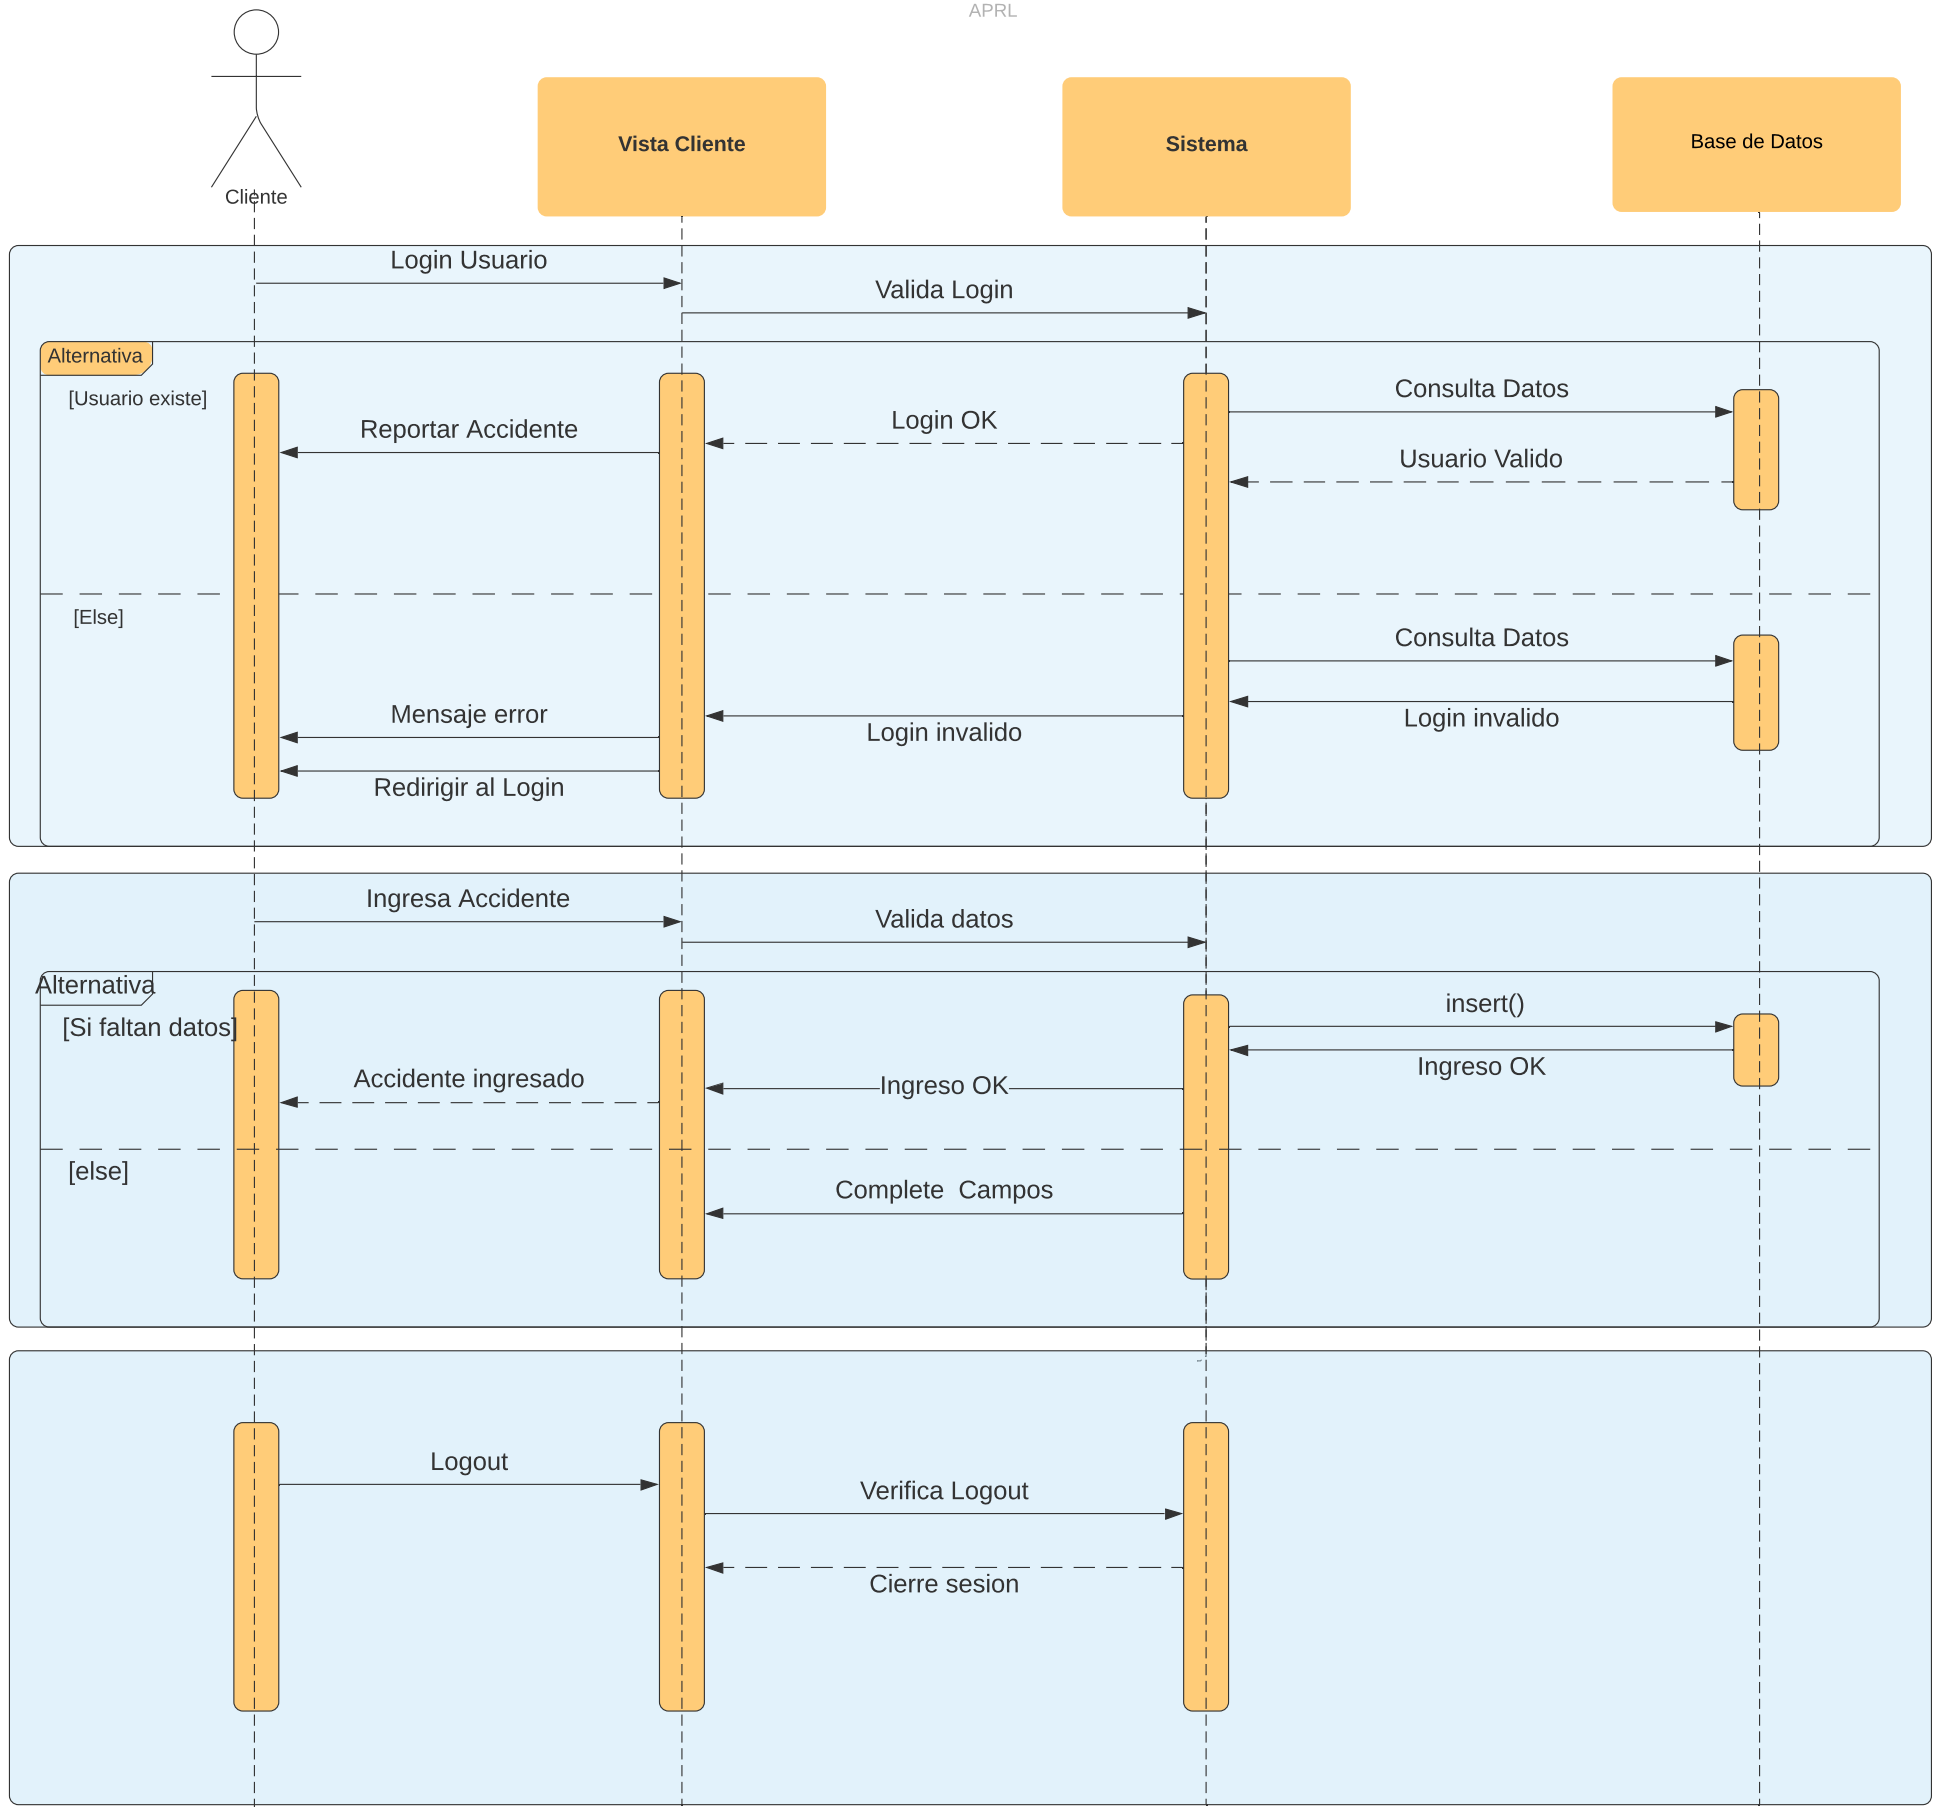 APRL
Cliente
Vista Cliente
Sistema
Base de Datos
Login Usuario
Valida Login
Alternativa
[Usuario existe]
Consulta Datos
Login OK
Reportar Accidente
Usuario Valido
[Else]
Consulta Datos
Login invalido
Login invalido
Mensaje error
Redirigir al Login
Ingresa Accidente
Valida datos
Alternativa
[Si faltan datos]
insert()
Ingreso OK
Ingreso OK
Accidente ingresado
[else]
Complete  Campos
Logout
Verifica Logout
Cierre sesion